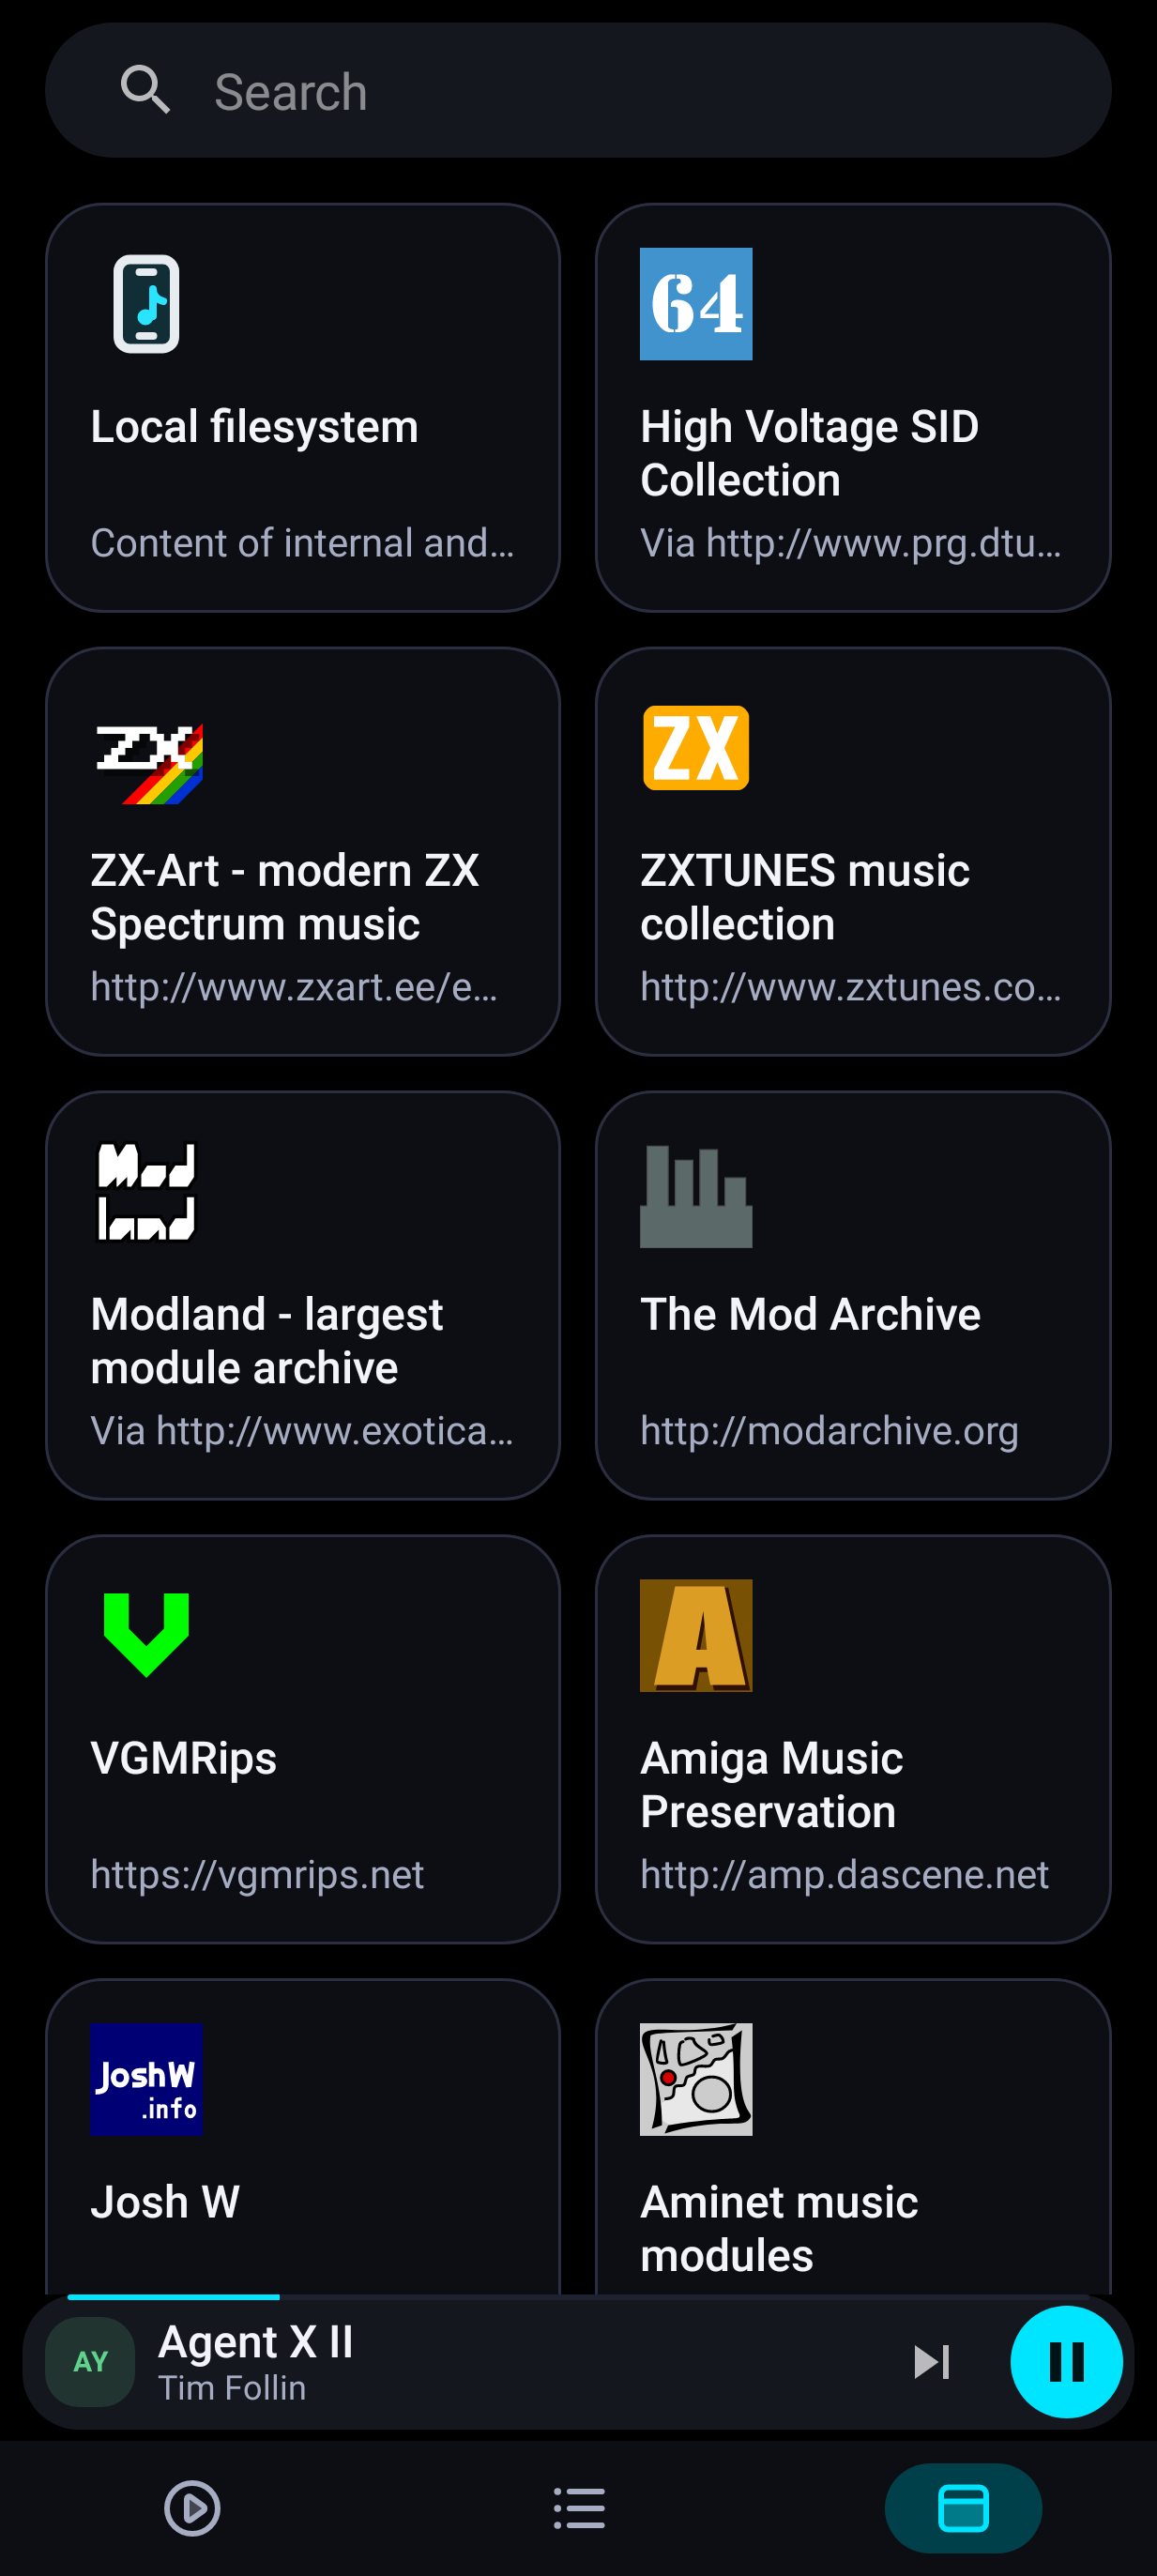 Search
64
Local filesystem
Content of internal and...
High Voltage SID
Collection
Via http://www.prg.dtu...
ZX
ZX-Art - modern ZX
Spectrum music
http://www.zxart.ee/e...
ZX
ZXTUNES music
collection
http://www.zxtunes.co...
Mod
land
Modland - largest
module archive
Via http://www.exotica...
The Mod Archive
http://modarchive.org
VGMRips
https://vgmrips.net
A
Amiga Music
Preservation
http://amp.dascene.net
JoshW
.info
Josh W
Aminet music
modules
AY
Agent X II
Tim Follin